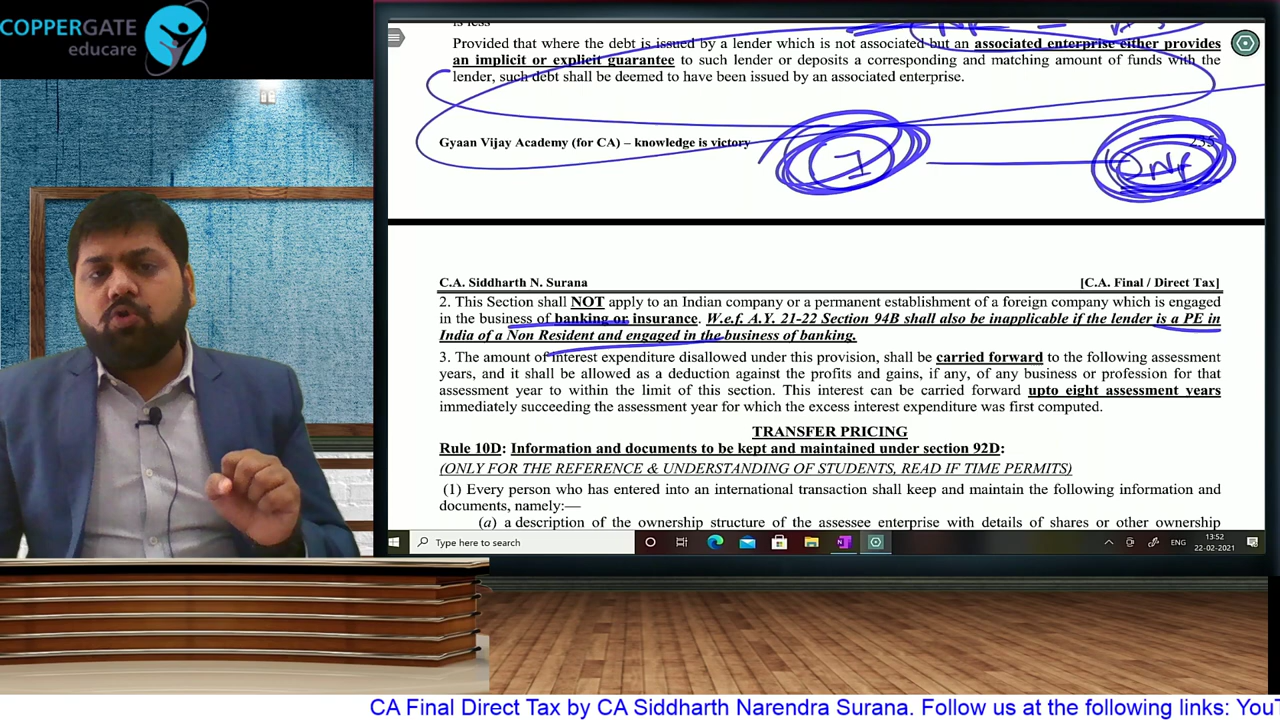 COPPERGATE
educare
is less
Provided that where the debt is issued by a lender which is not associated but an associated enterprise either provides
an implicit or explicit guarantee to such lender or deposits a corresponding and matching amount of funds with the
lender, such debt shall be deemed to have been issued by an associated enterprise.
Gyaan Vijay Academy (for CA) – knowledge is victory
235
I
NR
C.A. Siddharth N. Surana [C.A. Final / Direct Tax]
2. This Section shall NOT apply to an Indian company or a permanent establishment of a foreign company which is engaged
in the business of banking or insurance. W.e.f. A.Y. 21-22 Section 94B shall also be inapplicable if the lender is a PE in
India of a Non Resident and engaged in the business of banking.
3. The amount of interest expenditure disallowed under this provision, shall be carried forward to the following assessment
years, and it shall be allowed as a deduction against the profits and gains, if any, of any business or profession for that
assessment year to within the limit of this section. This interest can be carried forward upto eight assessment years
immediately succeeding the assessment year for which the excess interest expenditure was first computed.
TRANSFER PRICING
Rule 10D: Information and documents to be kept and maintained under section 92D:
(ONLY FOR THE REFERENCE & UNDERSTANDING OF STUDENTS, READ IF TIME PERMITS)
(1) Every person who has entered into an international transaction shall keep and maintain the following information and
documents, namely:—
(a) a description of the ownership structure of the assessee enterprise with details of shares or other ownership
Type here to search
ENG
13:52
22-02-2021
CA Final Direct Tax by CA Siddharth Narendra Surana. Follow us at the following links: You